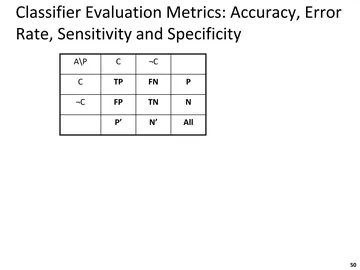 Classifier Evaluation Metrics: Accuracy, Error
Rate, Sensitivity and Specificity
A\P C ¬C
C TP FN P
¬C FP TN N
P' N' All
50